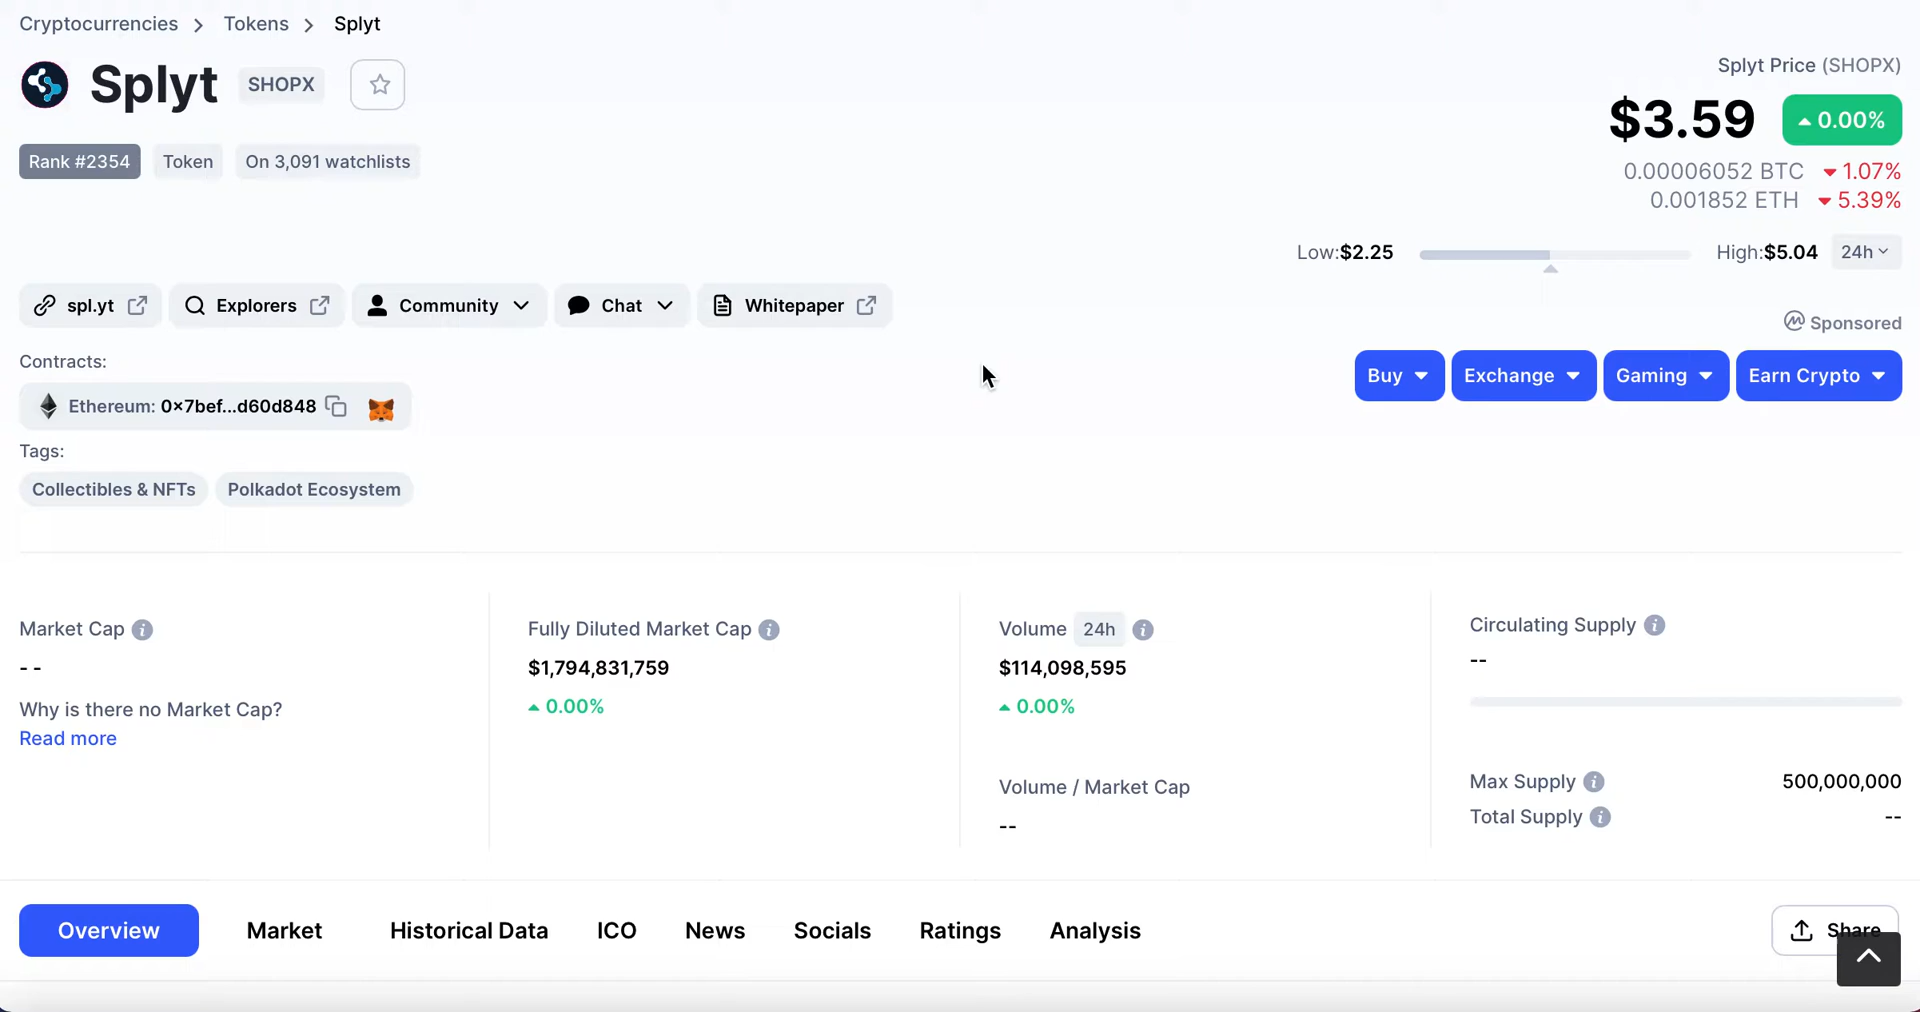 Cryptocurrencies > Tokens > Splyt
Splyt SHOPX
Rank #2354 Token On 3,091 watchlists
Splyt Price (SHOPX)
$3.59 0.00%
0.00006052 BTC 1.07%
0.001852 ETH 5.39%
Low:$2.25 High:$5.04 24h
spl.yt Explorers Community Chat Whitepaper
Sponsored
Contracts:
Buy Exchange Gaming Earn Crypto
Ethereum: 0x7bef...d60d848
Tags:
Collectibles & NFTs Polkadot Ecosystem
Market Cap
- -
Why is there no Market Cap?
Read more
Fully Diluted Market Cap
$1,794,831,759
0.00%
Volume 24h
$114,098,595
0.00%
Volume / Market Cap
--
Circulating Supply
--
Max Supply 500,000,000
Total Supply --
Overview Market Historical Data ICO News Socials Ratings Analysis Share